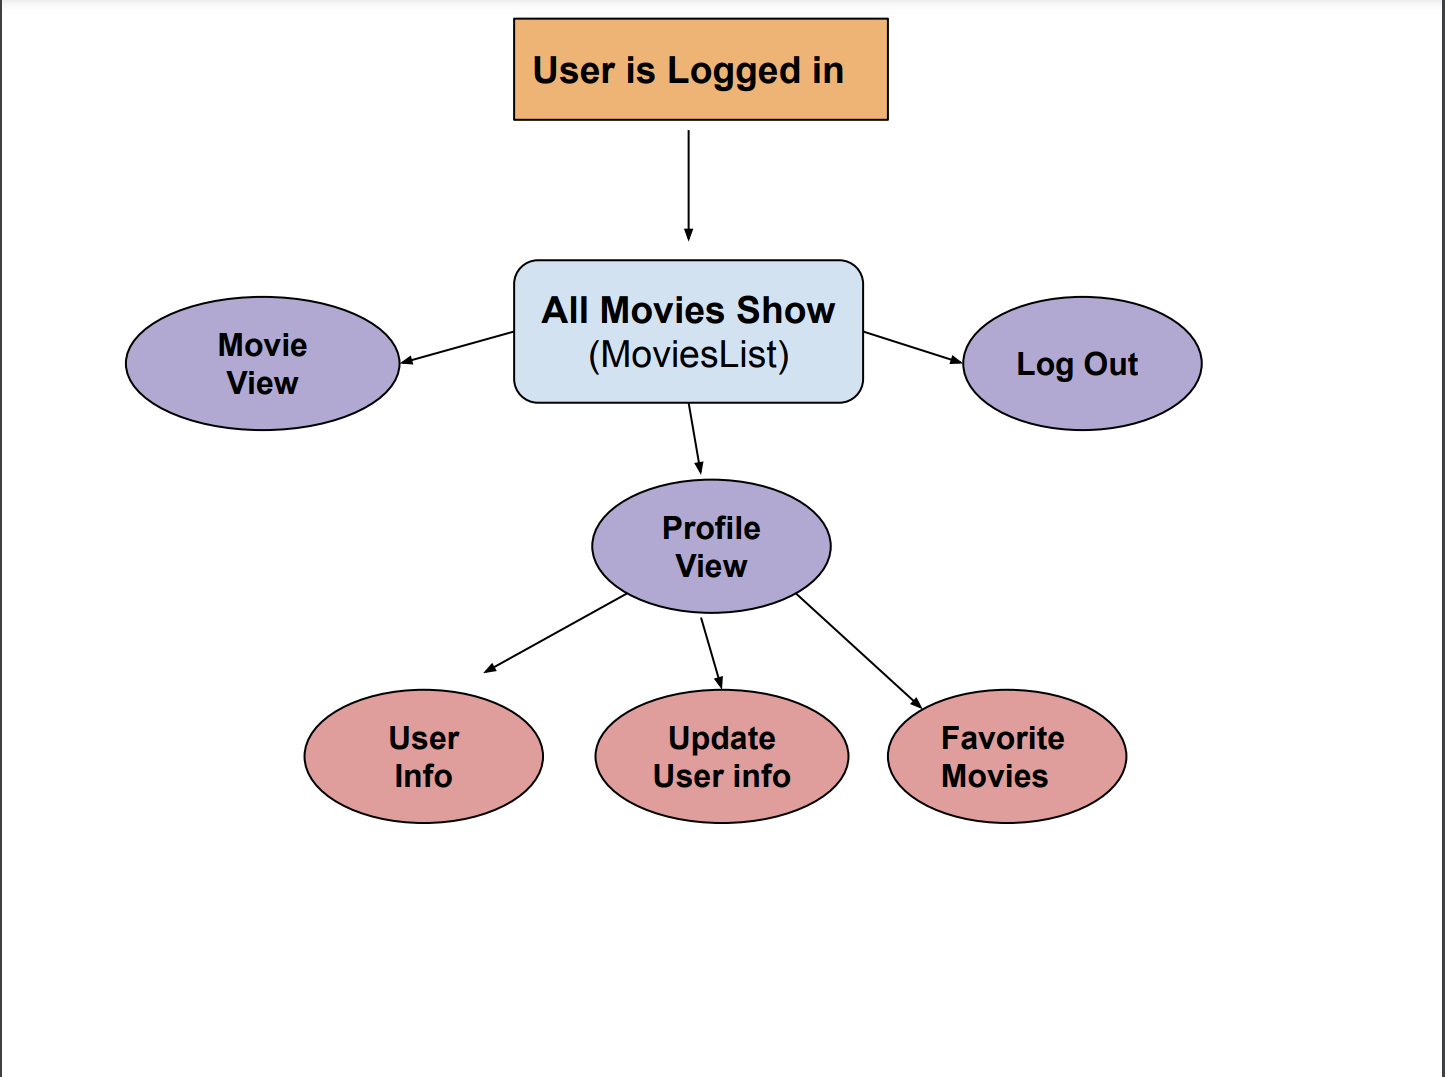 User is Logged in
All Movies Show
(MoviesList)
Movie
View
Log Out
Profile
View
User
Info
Update
User info
Favorite
Movies